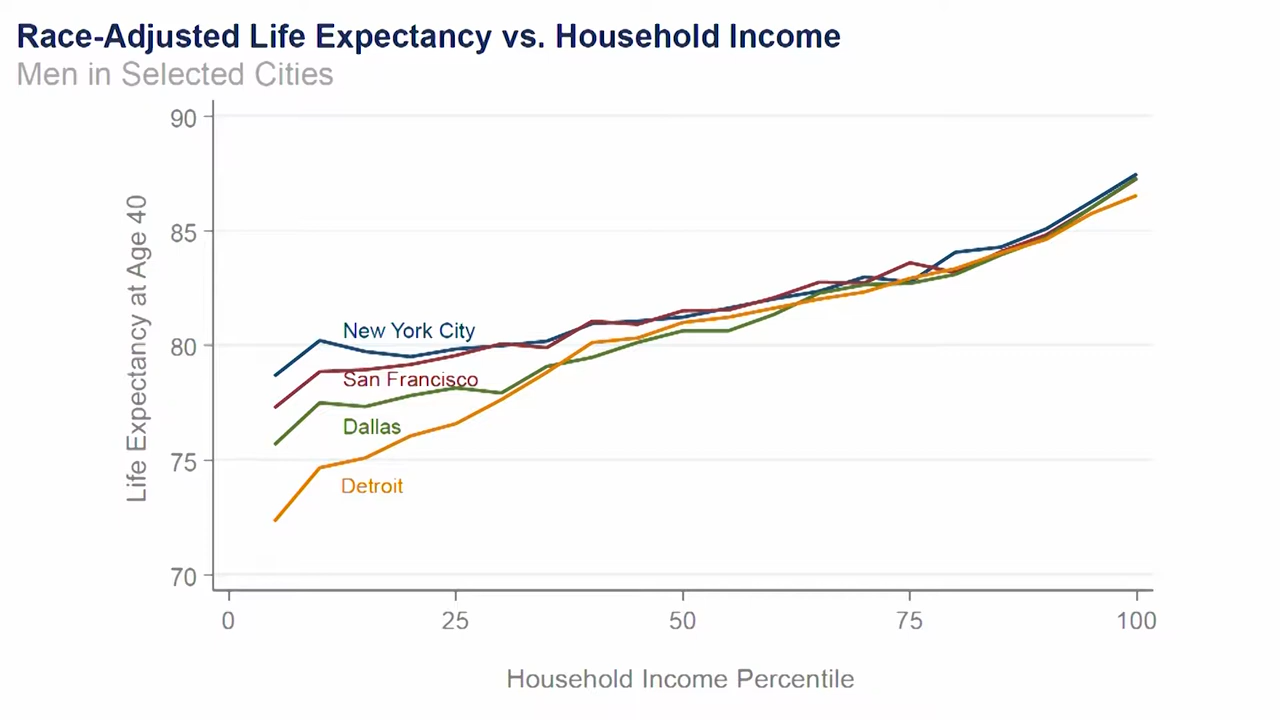 Race-Adjusted Life Expectancy vs. Household Income
Men in Selected Cities
Life Expectancy at Age 40
90
85
80
75
70
New York City
San Francisco
Dallas
Detroit
0 25 50 75 100
Household Income Percentile